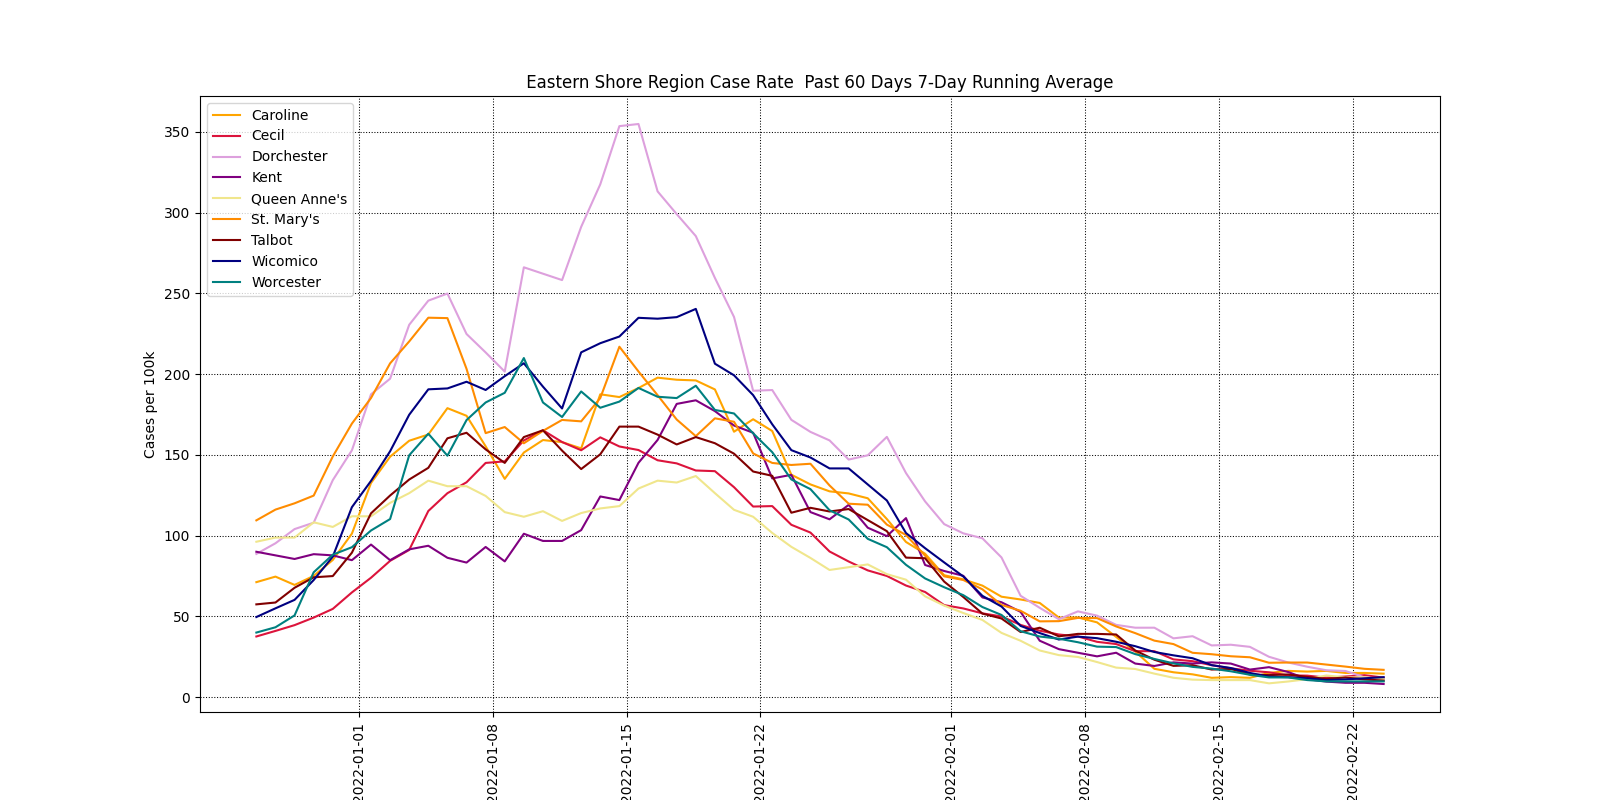 Eastern Shore Region Case Rate  Past 60 Days 7-Day Running Average
Caroline
Cecil
Dorchester
Kent
Queen Anne's
St. Mary's
Talbot
Wicomico
Worcester
Cases per 100k
350
300
250
200
150
100
50
0
2022-01-01
2022-01-08
2022-01-15
2022-01-22
2022-02-01
2022-02-08
2022-02-15
2022-02-22